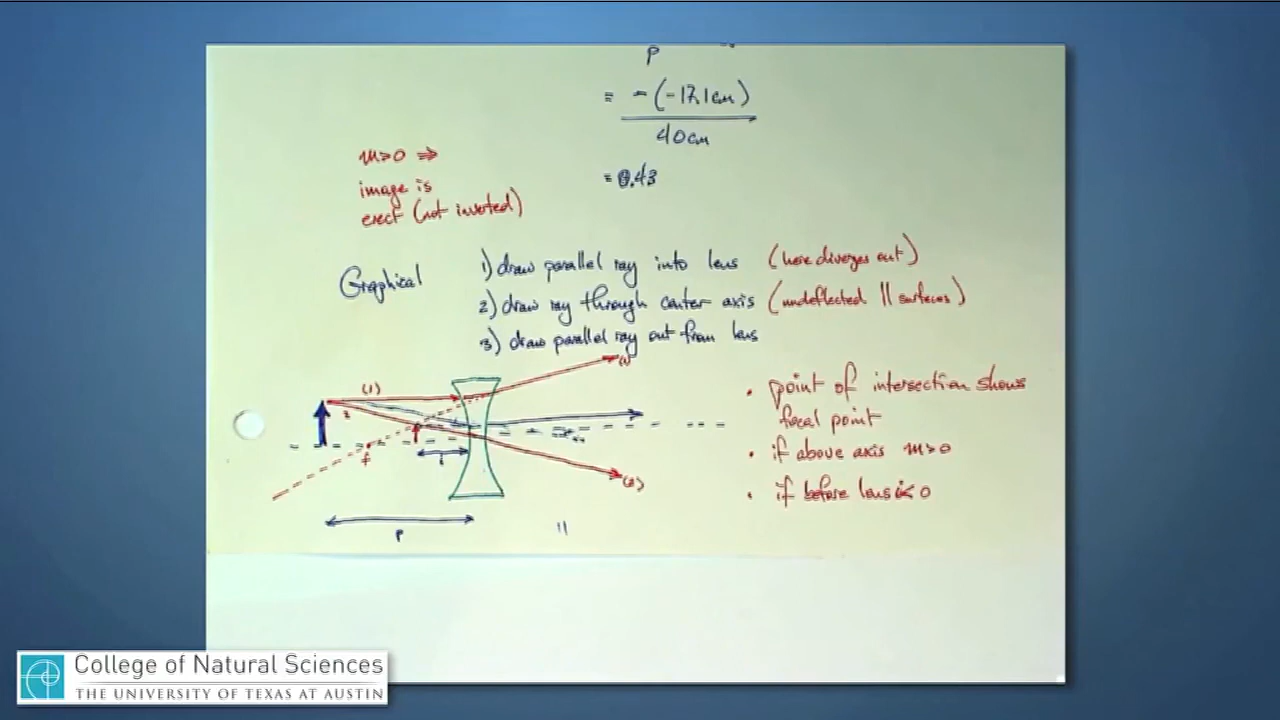 P
= -(-17.1cm)
40cm
= 0.43
m>0 ⇒
image is
erect (not inverted)
Graphical
1) draw parallel ray into lens (here diverges out)
2) draw ray through center axis (undeflected || surfaces)
3) draw parallel ray out from lens
(1)
(1)
2
f
i
(2)
P
11
• point of intersection shows
focal point
• if above axis m>0
• if before lens i<0
College of Natural Sciences
THE UNIVERSITY OF TEXAS AT AUSTIN